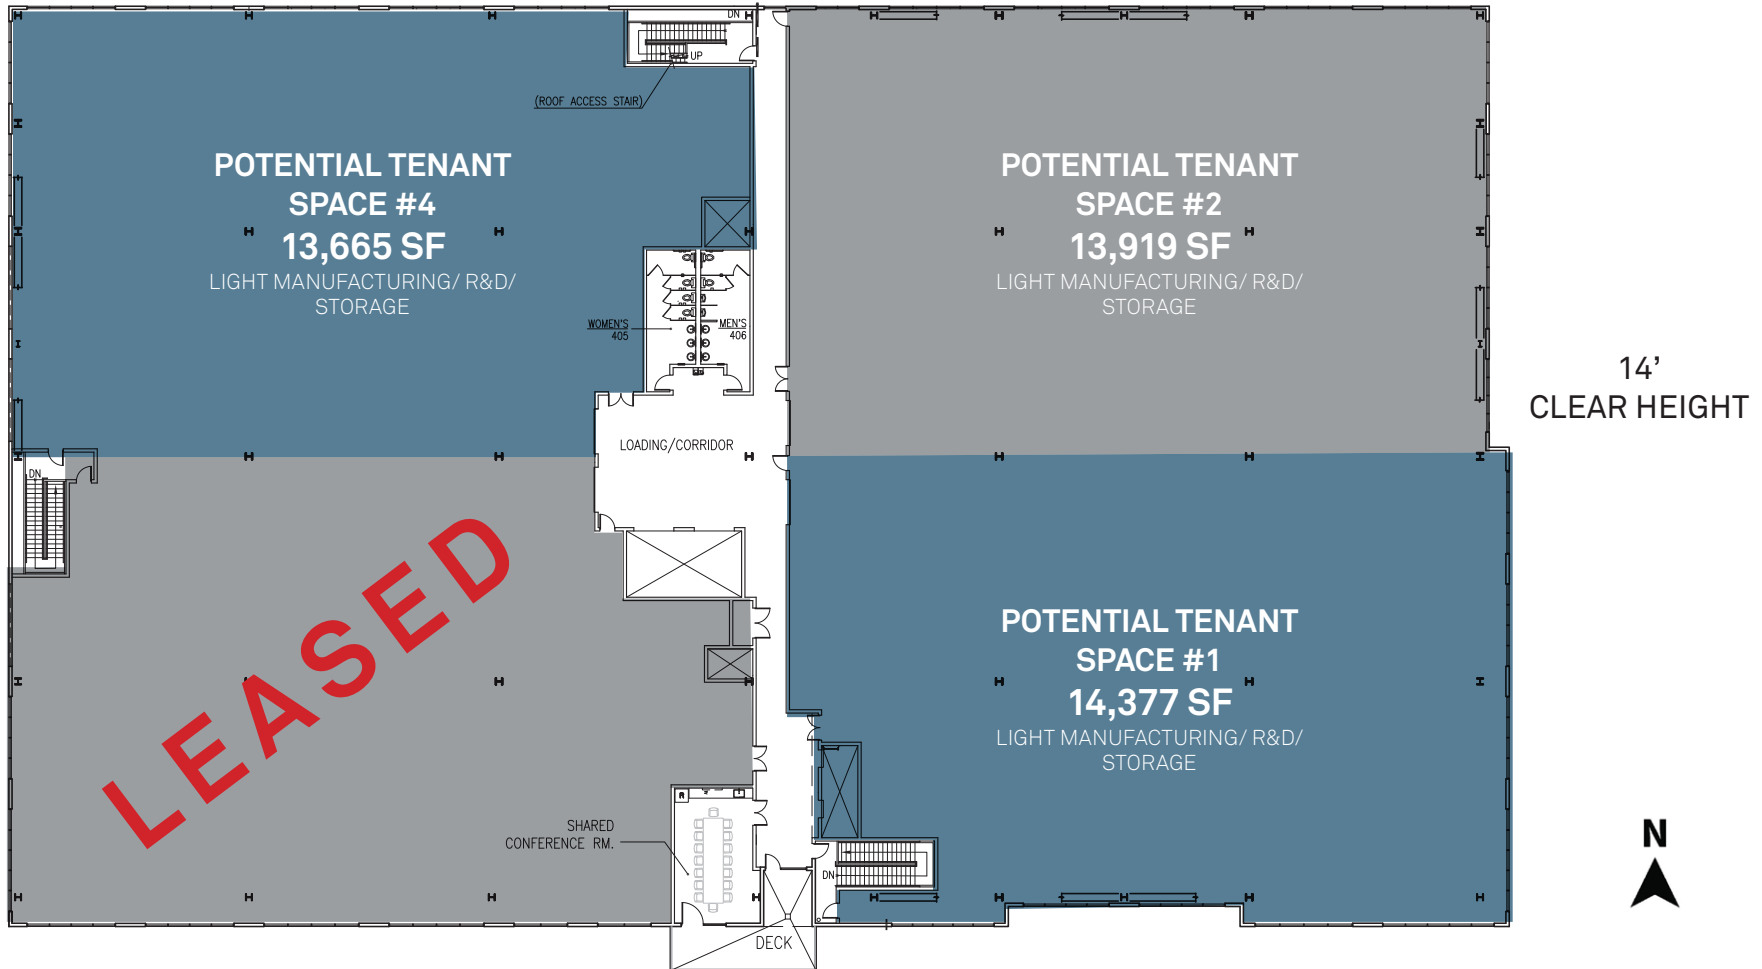 DN
UP
(ROOF ACCESS STAIR)
POTENTIAL TENANT
SPACE #4
13,665 SF
LIGHT MANUFACTURING/ R&D/
STORAGE
POTENTIAL TENANT
SPACE #2
13,919 SF
LIGHT MANUFACTURING/ R&D/
STORAGE
WOMEN'S
405
MEN'S
406
14’
CLEAR HEIGHT
LOADING/CORRIDOR
DN
LEASED
POTENTIAL TENANT
SPACE #1
14,377 SF
LIGHT MANUFACTURING/ R&D/
STORAGE
SHARED
CONFERENCE RM.
DN
DECK
N